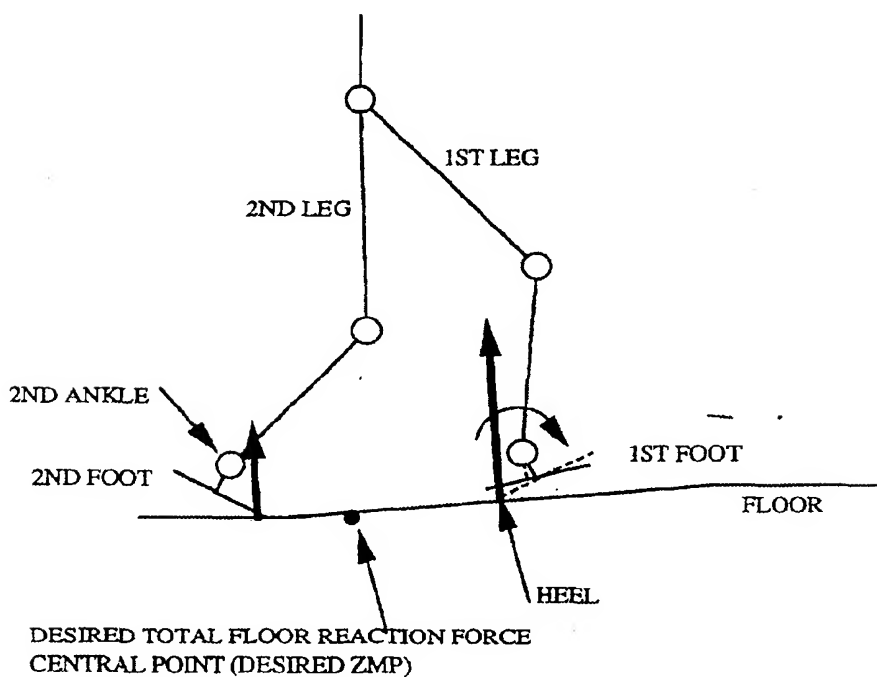 1ST LEG
2ND LEG
2ND ANKLE
2ND FOOT
1ST FOOT
FLOOR
HEEL
DESIRED TOTAL FLOOR REACTION FORCE
CENTRAL POINT (DESIRED ZMP)